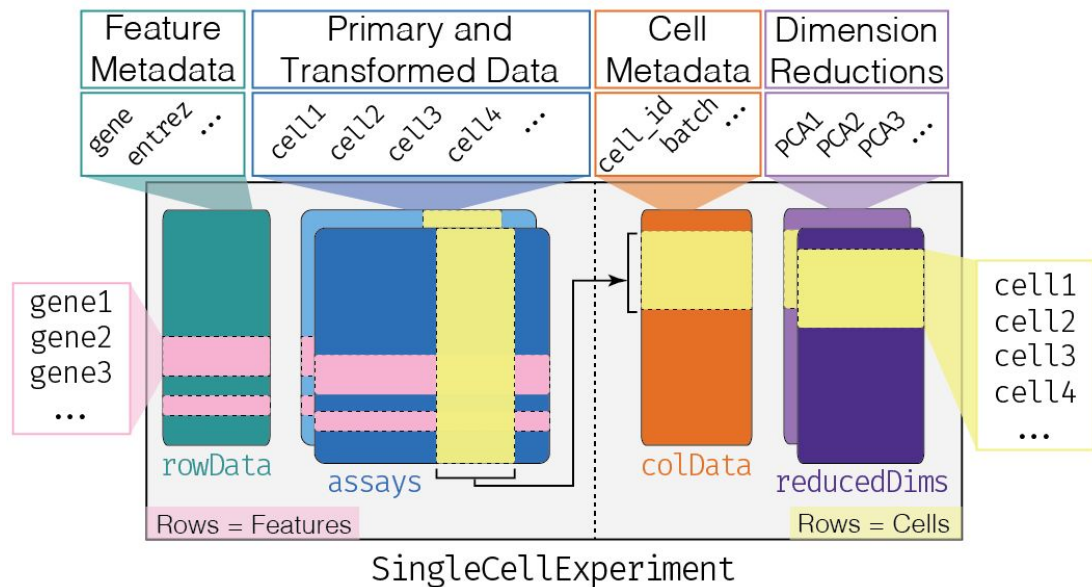 Feature
Metadata
Primary and
Transformed Data
Cell
Metadata
Dimension
Reductions
gene
entrez
...
cell1
cell2
cell3
cell4
...
cell_id
batch
...
PCA1
PCA2
PCA3
...
gene1
gene2
gene3
...
cell1
cell2
cell3
cell4
...
rowData
assays
colData
reducedDims
Rows = Features
Rows = Cells
SingleCellExperiment